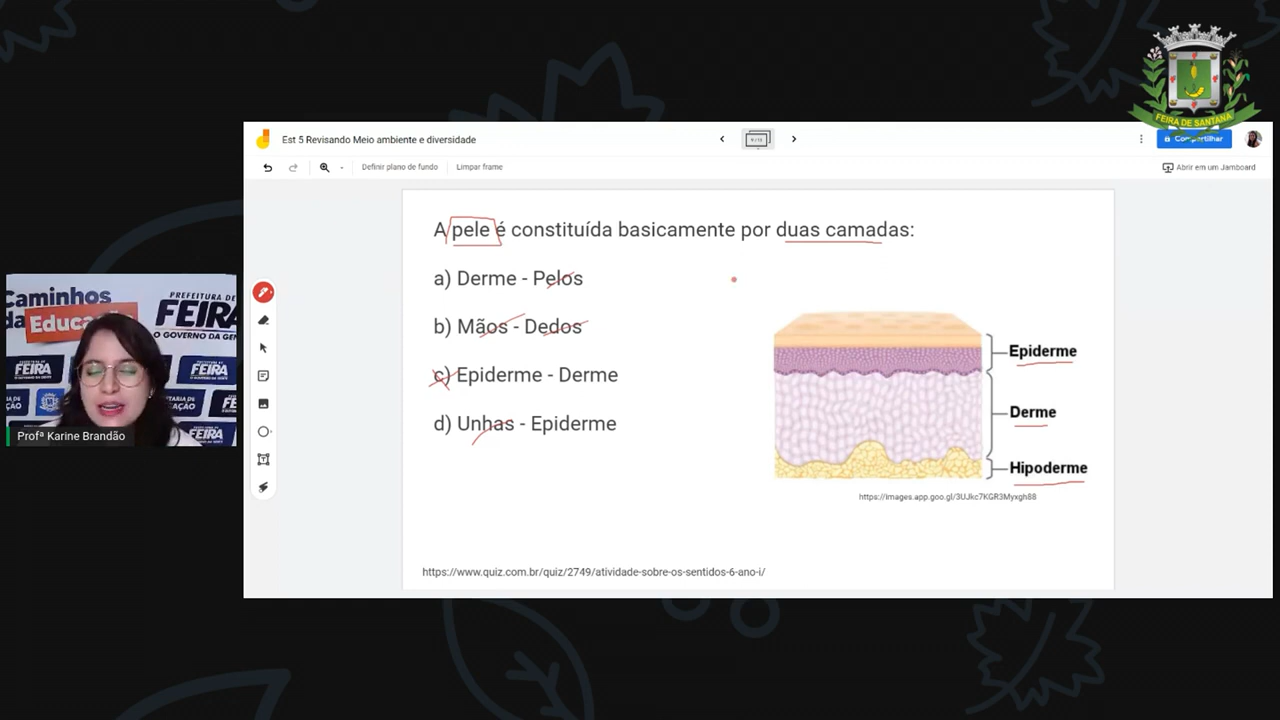 FEIRA DE SANTANA
Est 5 Revisando Meio ambiente e diversidade
Compartilhar
Definir plano de fundo
Limpar frame
Abrir em um Jamboard
A pele é constituída basicamente por duas camadas:
a) Derme - Pelos
b) Mãos - Dedos
c) Epiderme - Derme
d) Unhas - Epiderme
Epiderme
Derme
Hipoderme
https://images.app.goo.gl/3UJkc7KGR3Myxgh88
https://www.quiz.com.br/quiz/2749/atividade-sobre-os-sentidos-6-ano-i/
Caminhos
da Educa
PREFEITURA DE
FEIRA
O GOVERNO DA GEN
FEIRA
FEIRA
FEIRA
Profª Karine Brandão